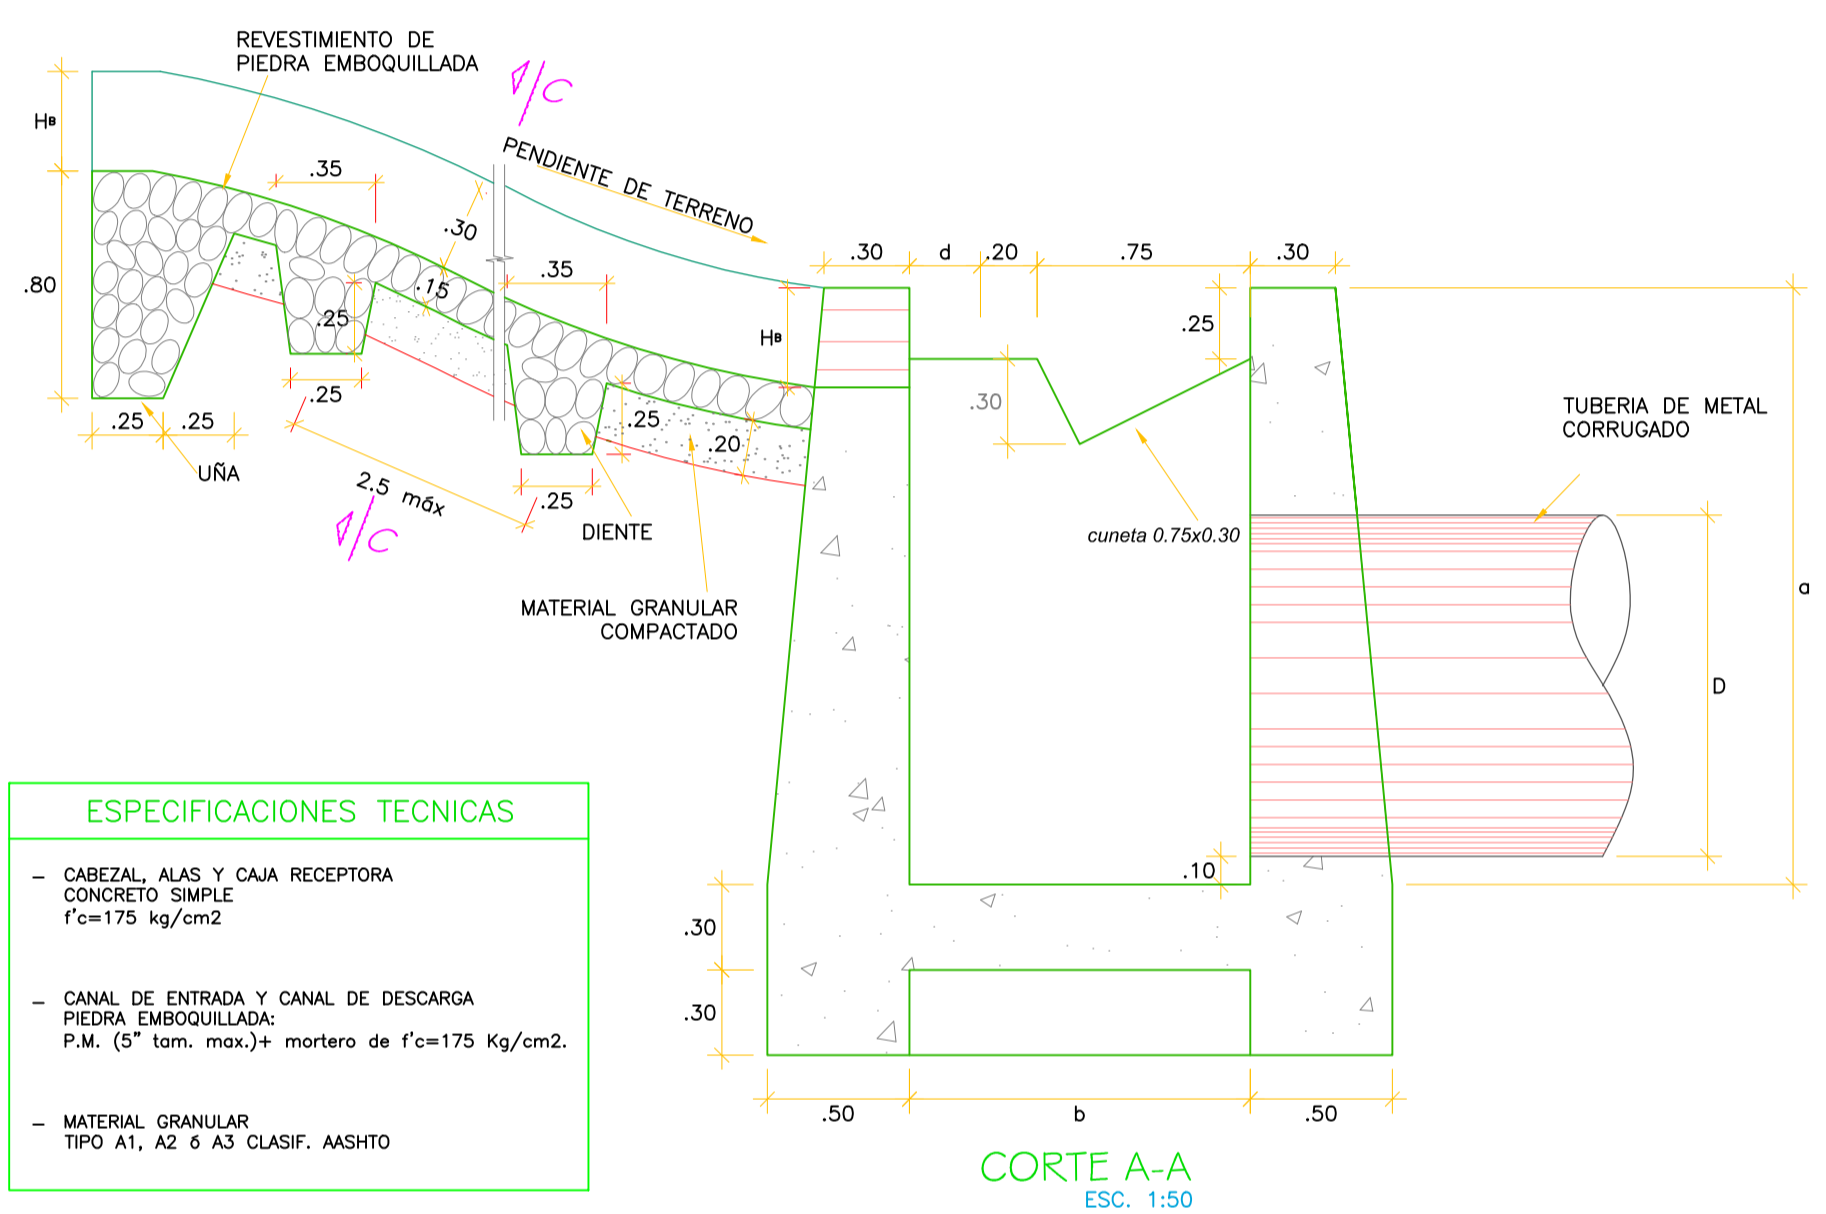 REVESTIMIENTO DE
PIEDRA EMBOQUILLADA
C
PENDIENTE DE TERRENO
HB
.80
.35
.30
.15
.35
.25
.25
.25
.25
UÑA
2.5 máx
C
.25
.25
.20
DIENTE
MATERIAL GRANULAR
COMPACTADO
.30
d
.20
.75
.30
HB
.25
.30
cuneta 0.75x0.30
TUBERIA DE METAL
CORRUGADO
a
D
.10
.30
.30
.50
b
.50
CORTE A-A
ESC. 1:50
ESPECIFICACIONES TECNICAS
– CABEZAL, ALAS Y CAJA RECEPTORA
CONCRETO SIMPLE
f'c=175 kg/cm2
– CANAL DE ENTRADA Y CANAL DE DESCARGA
PIEDRA EMBOQUILLADA:
P.M. (5" tam. max.)+ mortero de f'c=175 Kg/cm2.
– MATERIAL GRANULAR
TIPO A1, A2 ó A3 CLASIF. AASHTO